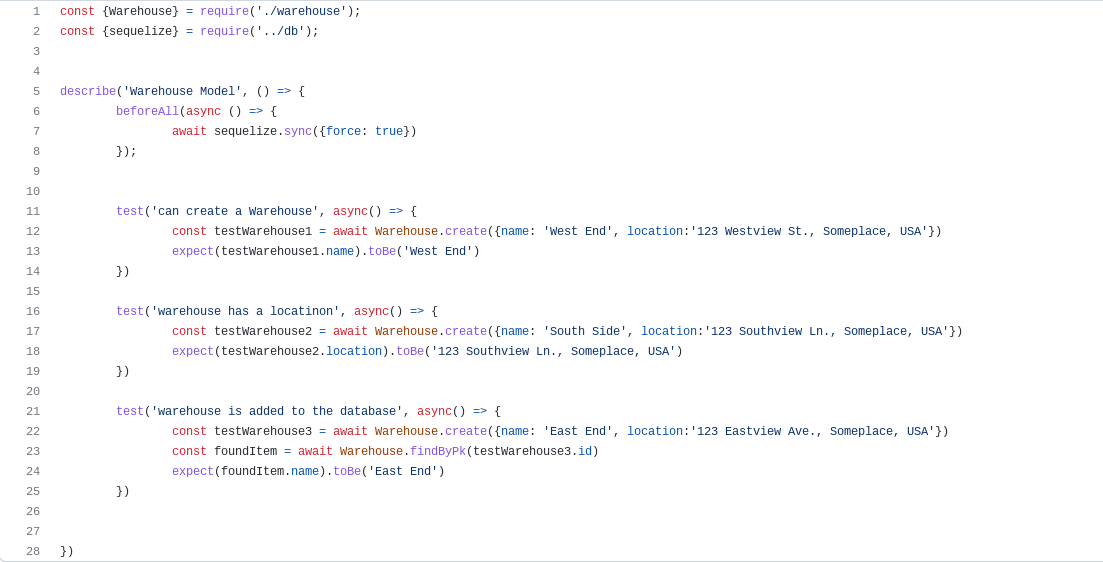 1 const {Warehouse} = require('./warehouse');
2 const {sequelize} = require('../db');
3
4
5 describe('Warehouse Model', () => {
6 beforeAll(async () => {
7 await sequelize.sync({force: true})
8 });
9
10
11 test('can create a Warehouse', async() => {
12 const testWarehouse1 = await Warehouse.create({name: 'West End', location:'123 Westview St., Someplace, USA'})
13 expect(testWarehouse1.name).toBe('West End')
14 })
15
16 test('warehouse has a locatinon', async() => {
17 const testWarehouse2 = await Warehouse.create({name: 'South Side', location:'123 Southview Ln., Someplace, USA'})
18 expect(testWarehouse2.location).toBe('123 Southview Ln., Someplace, USA')
19 })
20
21 test('warehouse is added to the database', async() => {
22 const testWarehouse3 = await Warehouse.create({name: 'East End', location:'123 Eastview Ave., Someplace, USA'})
23 const foundItem = await Warehouse.findByPk(testWarehouse3.id)
24 expect(foundItem.name).toBe('East End')
25 })
26
27
28 })